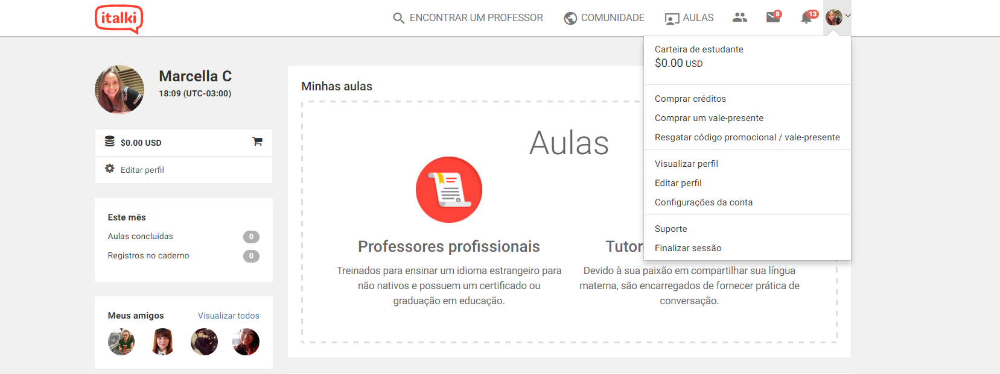 italki
ENCONTRAR UM PROFESSOR
COMUNIDADE
AULAS
8
13
Carteira de estudante
$0.00 USD
Comprar créditos
Comprar um vale-presente
Resgatar código promocional / vale-presente
Visualizar perfil
Editar perfil
Configurações da conta
Suporte
Finalizar sessão
Marcella C
18:09 (UTC-03:00)
$0.00 USD
Editar perfil
Este mês
Aulas concluídas 0
Registros no caderno 0
Meus amigos Visualizar todos
Minhas aulas
Aulas
Professores profissionais
Treinados para ensinar um idioma estrangeiro para
não nativos e possuem um certificado ou
graduação em educação.
Devido à sua paixão em compartilhar sua língua
materna, são encarregados de fornecer prática de
conversação.